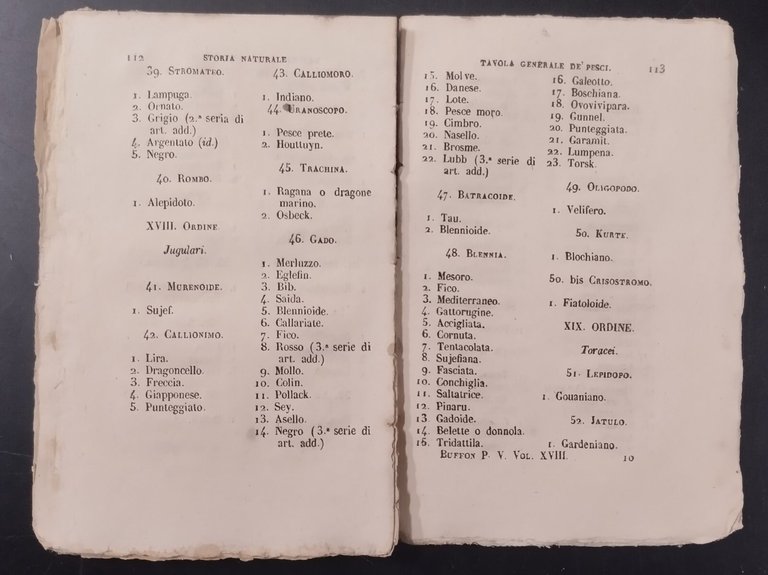 112 STORIA NATURALE
39. STROMATEO.
1. Lampuga.
2. Ornato.
3. Grigio (2.ª seria di
art. add.)
4. Argentato (id.)
5. Negro.
40. ROMBO.
1. Alepidoto.
XVIII. ORDINE
Jugulari.
41. MURENOIDE.
1. Sujef.
42. CALLIONIMO.
1. Lira.
2. Dragoncello.
3. Freccia.
4. Giapponese.
5. Punteggiato.
43. CALLIOMORO.
1. Indiano.
44. URANOSCOPO.
1. Pesce prete.
2. Houttuyn.
45. TRACHINA.
1. Ragana o dragone
marino.
2. Osbeck.
46. GADO.
1. Merluzzo.
2. Eglefin.
3. Bib.
4. Saida.
5. Blennioide.
6. Callariate.
7. Fico.
8. Rosso (3.ª serie di
art. add.)
9. Mollo.
10. Colin.
11. Pollack.
12. Sey.
13. Asello.
14. Negro (3.ª serie di
art. add.)
TAVOLA GENERALE DE' PESCI. 113
15. Molve.
16. Danese.
17. Lote.
18. Pesce moro.
19. Cimbro.
20. Nasello.
21. Brosme.
22. Lubb (3.ª serie di
art. add.)
47. BATRACOIDE.
1. Tau.
2. Blennioide.
48. BLENNIA.
1. Mesoro.
2. Fico.
3. Mediterraneo.
4. Gattorugine.
5. Accigliata.
6. Cornuta.
7. Tentacolata.
8. Sujefiana.
9. Fasciata.
10. Conchiglia.
11. Saltatrice.
12. Pinaru.
13. Gadoide.
14. Belette o donnola.
15. Tridattila.
16. Galeotto.
17. Boschiana.
18. Ovovivipara.
19. Gunnel.
20. Punteggiata.
21. Garamit.
22. Lumpena.
23. Torsk.
49. OLIGOPODO.
1. Velifero.
50. KURTE.
1. Blochiano.
50. bis CRISOSTROMO.
1. Fiatoloide.
XIX. ORDINE.
Toracei.
51. LEPIDOPO.
1. Gouaniano.
52. JATULO.
1. Gardeniano.
BUFFON P. V. VOL. XVIII. 10